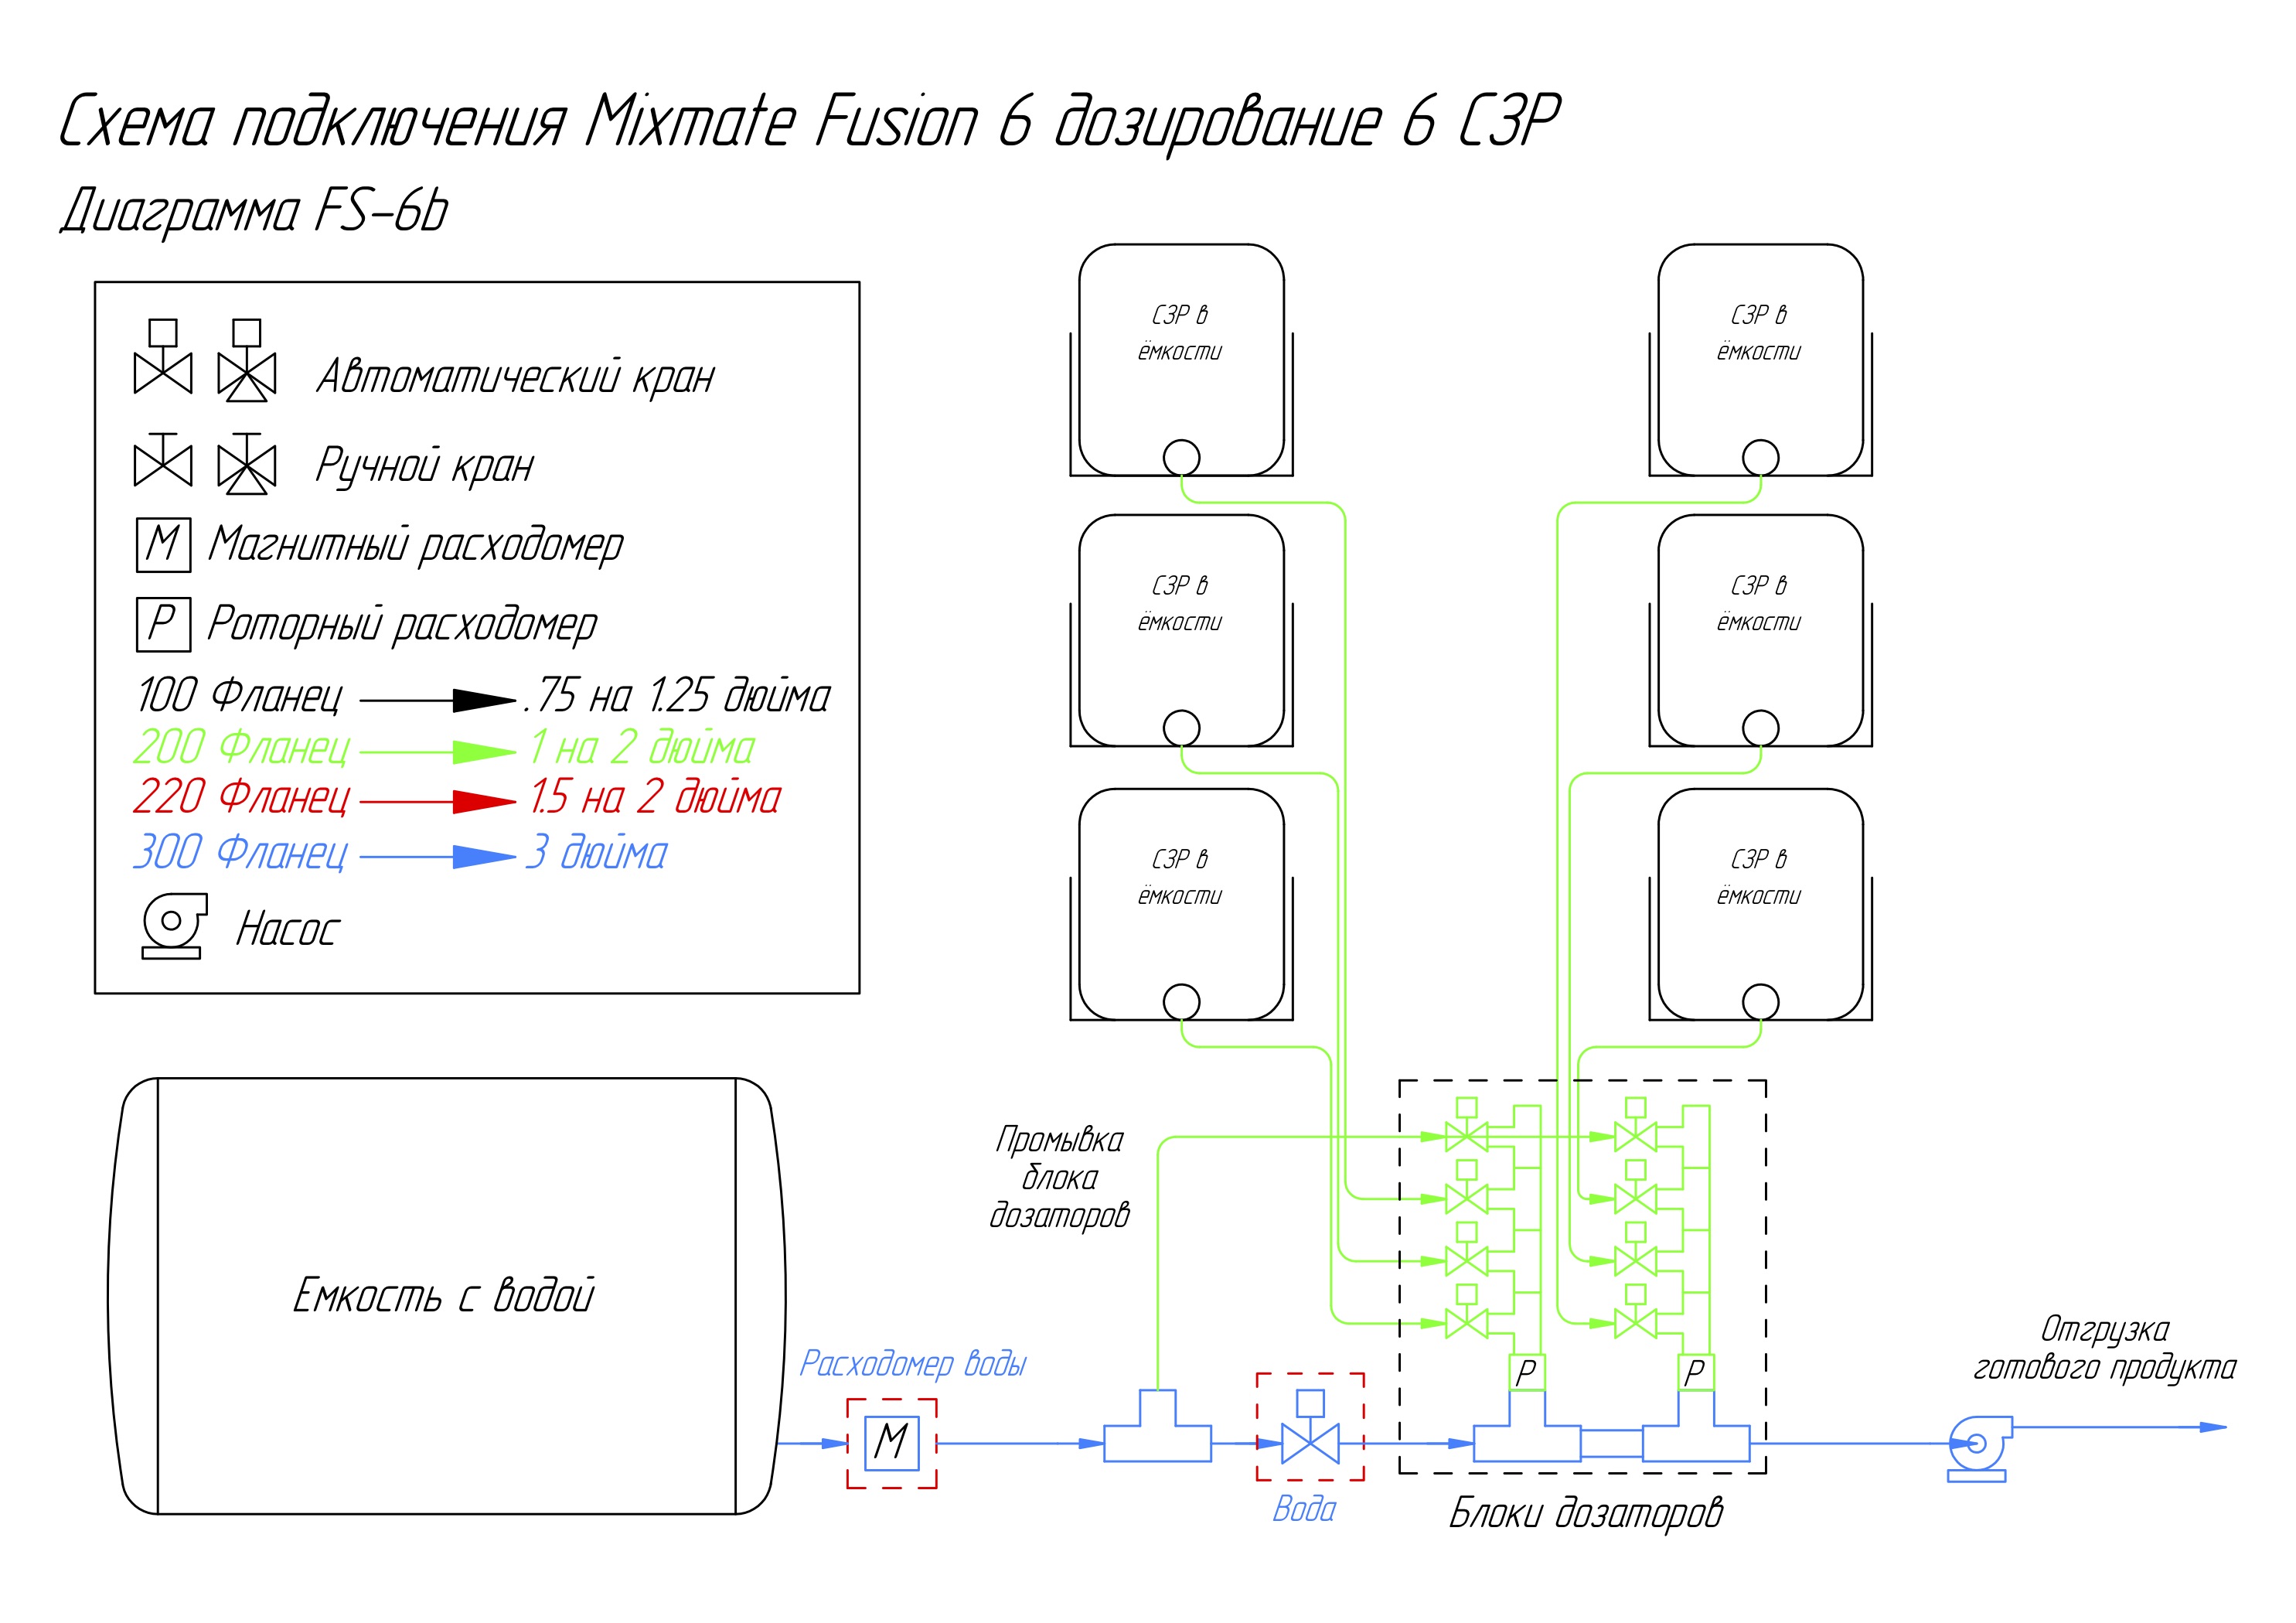 Схема подключения Mixmate Fusion 6 дозирование 6 СЗР
Диаграмма FS-6b
Автоматический кран
Ручной кран
М Магнитный расходомер
Р Роторный расходомер
100 Фланец .75 на 1.25 дюйма
200 Фланец 1 на 2 дюйма
220 Фланец 1.5 на 2 дюйма
300 Фланец 3 дюйма
Насос
СЗР в
ёмкости
СЗР в
ёмкости
СЗР в
ёмкости
СЗР в
ёмкости
СЗР в
ёмкости
СЗР в
ёмкости
Промывка
блока
дозаторов
Емкость с водой
Расходомер воды
М
Вода
Р
Р
Блоки дозаторов
Отгрузка
готового продукта